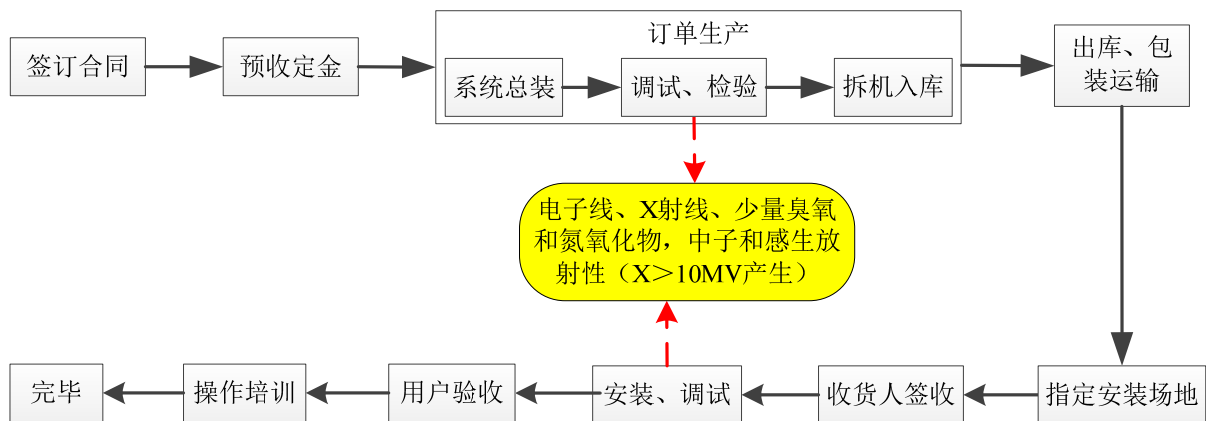 签订合同
预收定金
订单生产
系统总装
调试、检验
拆机入库
出库、包
装运输
电子线、X射线、少量臭氧
和氮氧化物，中子和感生放
射性（X＞10MV产生）
完毕
操作培训
用户验收
安装、调试
收货人签收
指定安装场地